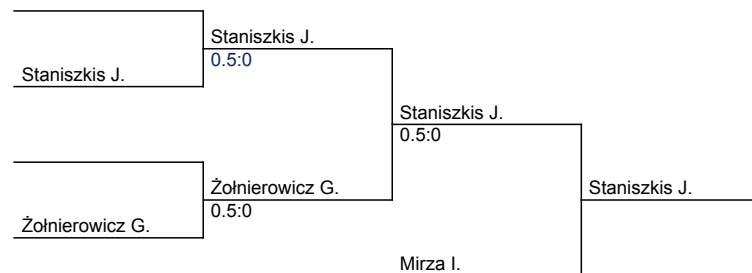 Staniszkis J.
Staniszkis J.
0.5:0
Staniszkis J.
0.5:0
Żołnierowicz G.
Staniszkis J.
0.5:0
Żołnierowicz G.
Mirza I.